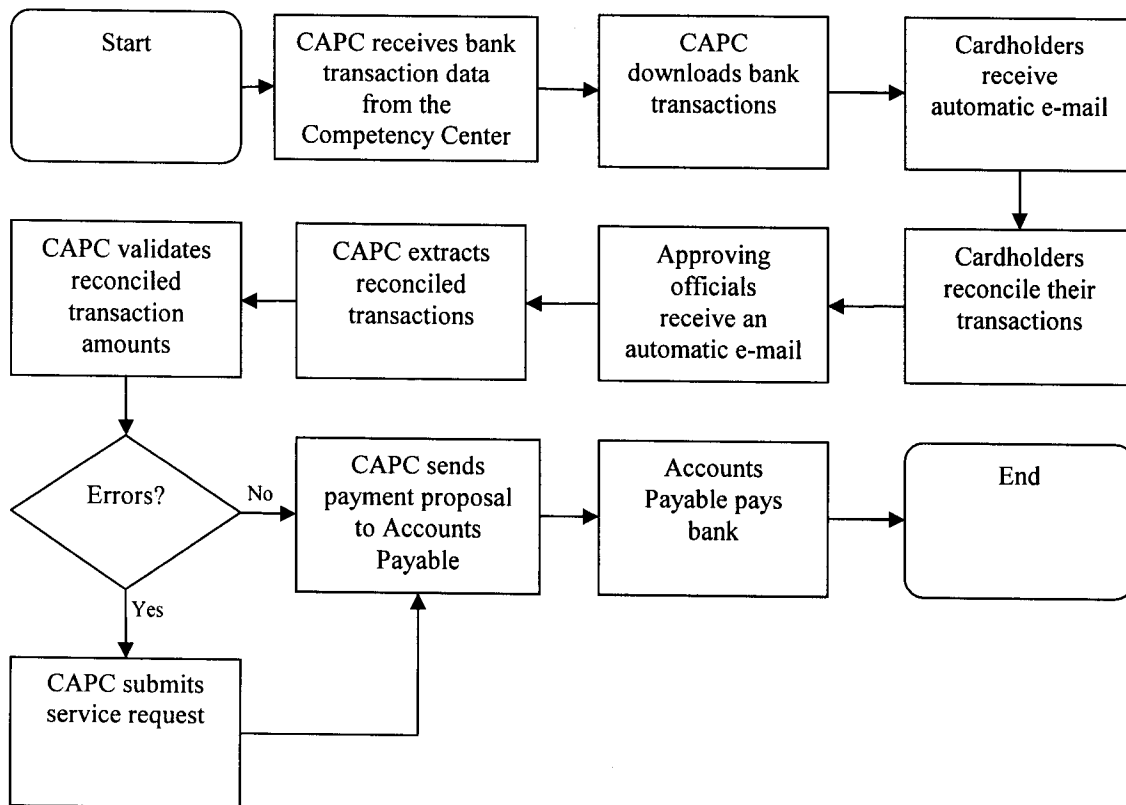 Start
CAPC receives bank
transaction data
from the
Competency Center
CAPC
downloads bank
transactions
Cardholders
receive
automatic e-mail
CAPC validates
reconciled
transaction
amounts
CAPC extracts
reconciled
transactions
Approving
officials
receive an
automatic e-mail
Cardholders
reconcile their
transactions
Errors?
No
Yes
CAPC sends
payment proposal
to Accounts
Payable
Accounts
Payable pays
bank
End
CAPC submits
service request